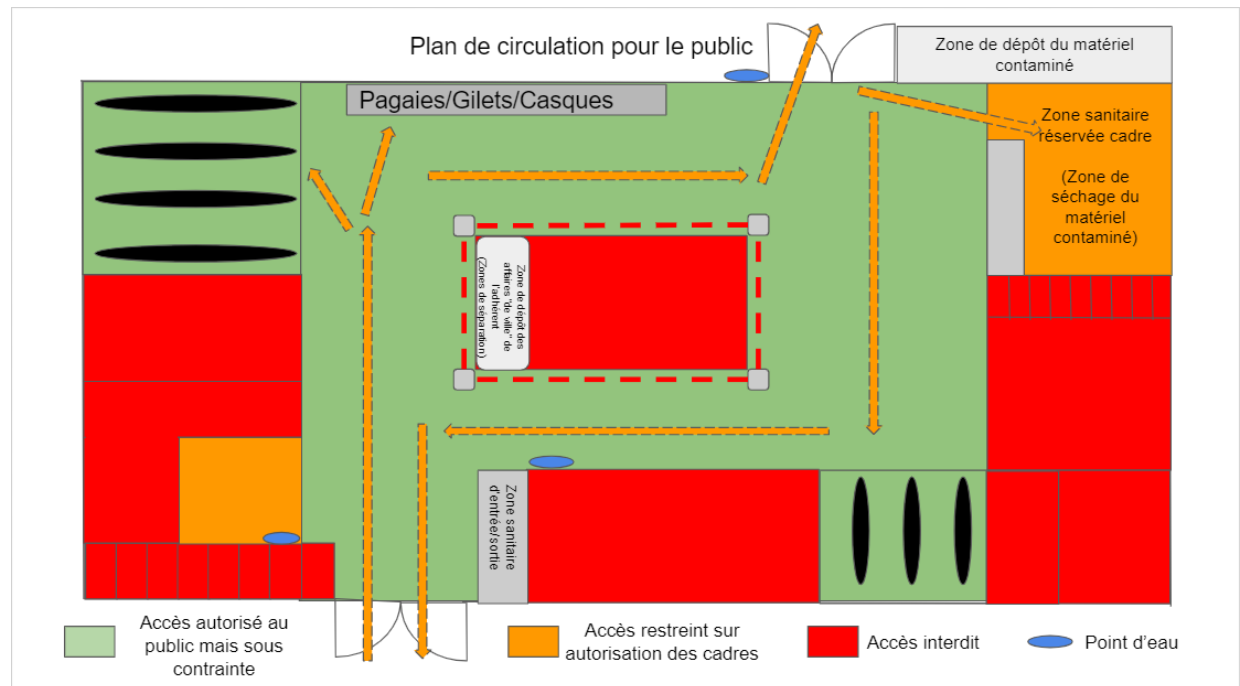 Plan de circulation pour le public
Zone de dépôt du matériel
contaminé
Pagaies/Gilets/Casques
Zone sanitaire
réservée cadre
(Zone de
séchage du
matériel
contaminé)
Zone de dépôt des
affaires "de ville" de
l'adhérent
(Zones de séparation)
Zone sanitaire
d'entrée/sortie
Accès autorisé au
public mais sous
contrainte
Accès restreint sur
autorisation des cadres
Accès interdit
Point d'eau